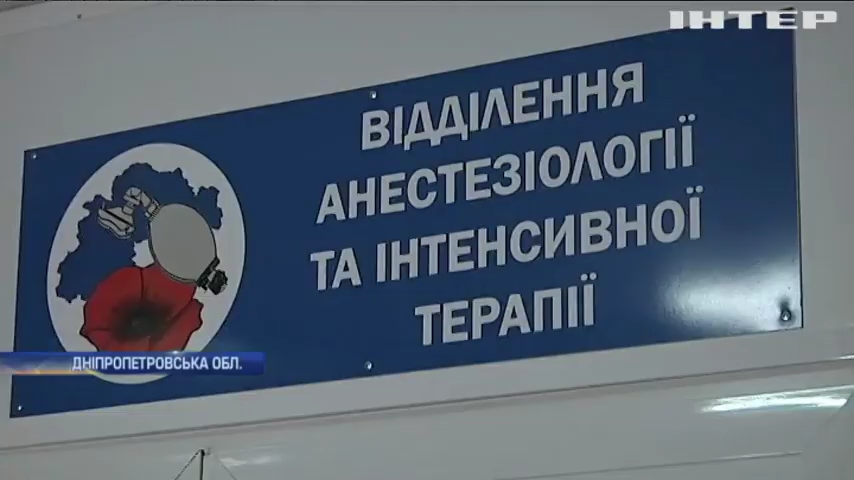 ІНТЕР
ВІДДІЛЕННЯ
АНЕСТЕЗІОЛОГІЇ
ТА ІНТЕНСИВНОЇ
ТЕРАПІЇ
ДНІПРОПЕТРОВСЬКА ОБЛ.